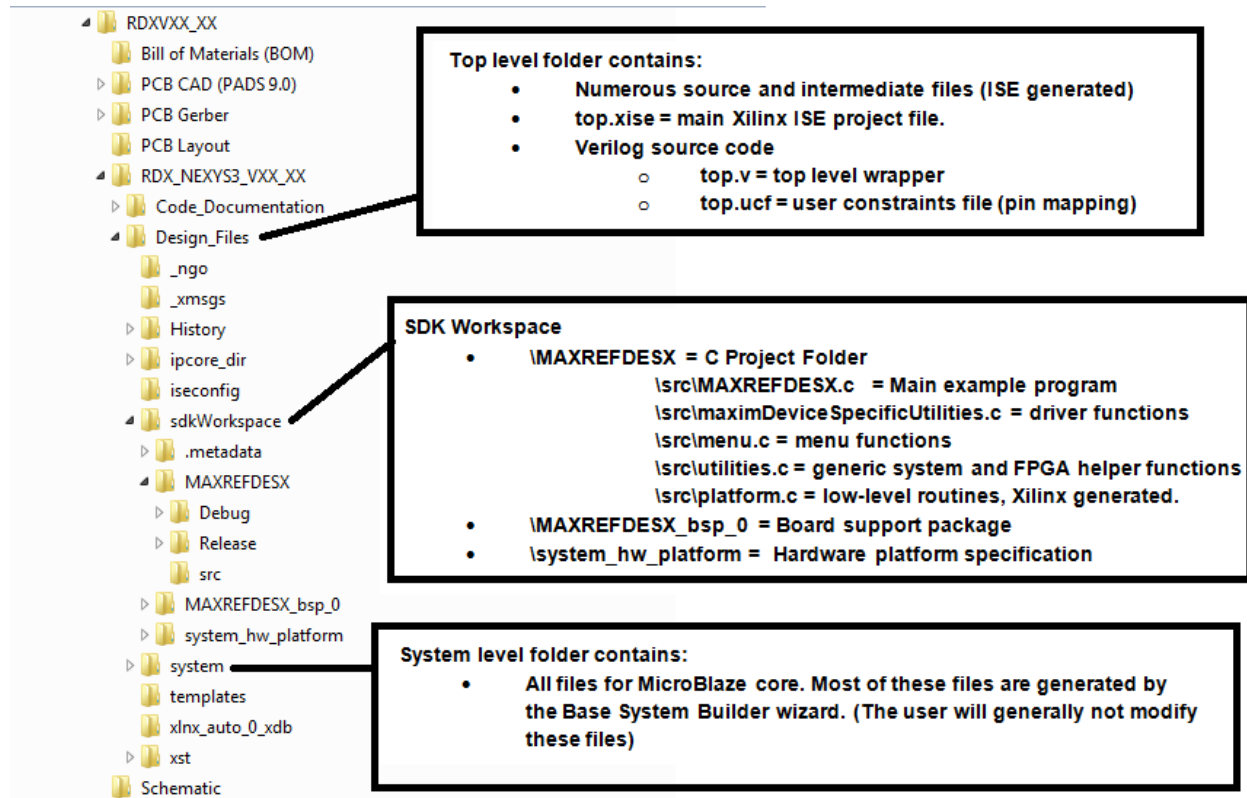 RDXVXX_XX
Bill of Materials (BOM)
PCB CAD (PADS 9.0)
PCB Gerber
PCB Layout
RDX_NEXYS3_VXX_XX
Code_Documentation
Design_Files
_ngo
_xmsgs
History
ipcore_dir
iseconfig
sdkWorkspace
.metadata
MAXREFDESX
Debug
Release
src
MAXREFDESX_bsp_0
system_hw_platform
system
templates
xlnx_auto_0_xdb
xst
Schematic
Top level folder contains:
• Numerous source and intermediate files (ISE generated)
• top.xise = main Xilinx ISE project file.
• Verilog source code
o top.v = top level wrapper
o top.ucf = user constraints file (pin mapping)
SDK Workspace
• \MAXREFDESX = C Project Folder
\src\MAXREFDESX.c = Main example program
\src\maximDeviceSpecificUtilities.c = driver functions
\src\menu.c = menu functions
\src\utilities.c = generic system and FPGA helper functions
\src\platform.c = low-level routines, Xilinx generated.
• \MAXREFDESX_bsp_0 = Board support package
• \system_hw_platform = Hardware platform specification
System level folder contains:
• All files for MicroBlaze core. Most of these files are generated by
the Base System Builder wizard. (The user will generally not modify
these files)